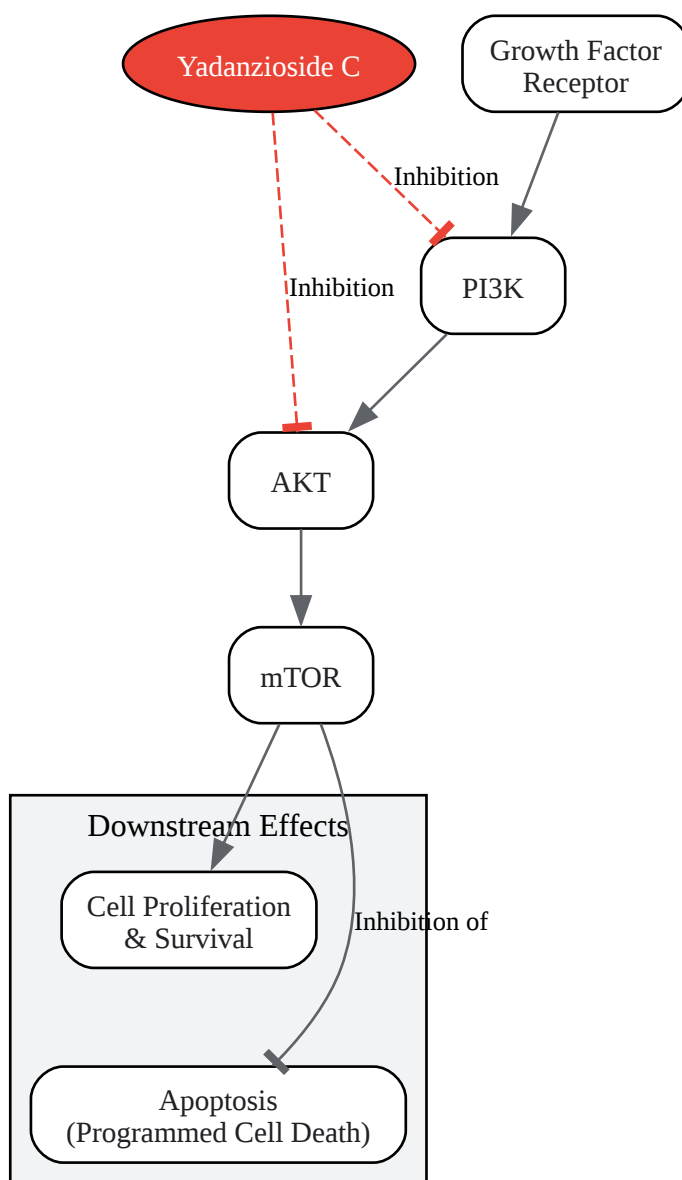 Yadanzioside C
Growth Factor
Receptor
Inhibition
PI3K
Inhibition
AKT
mTOR
Downstream Effects
Cell Proliferation
& Survival
Inhibition of
Apoptosis
(Programmed Cell Death)